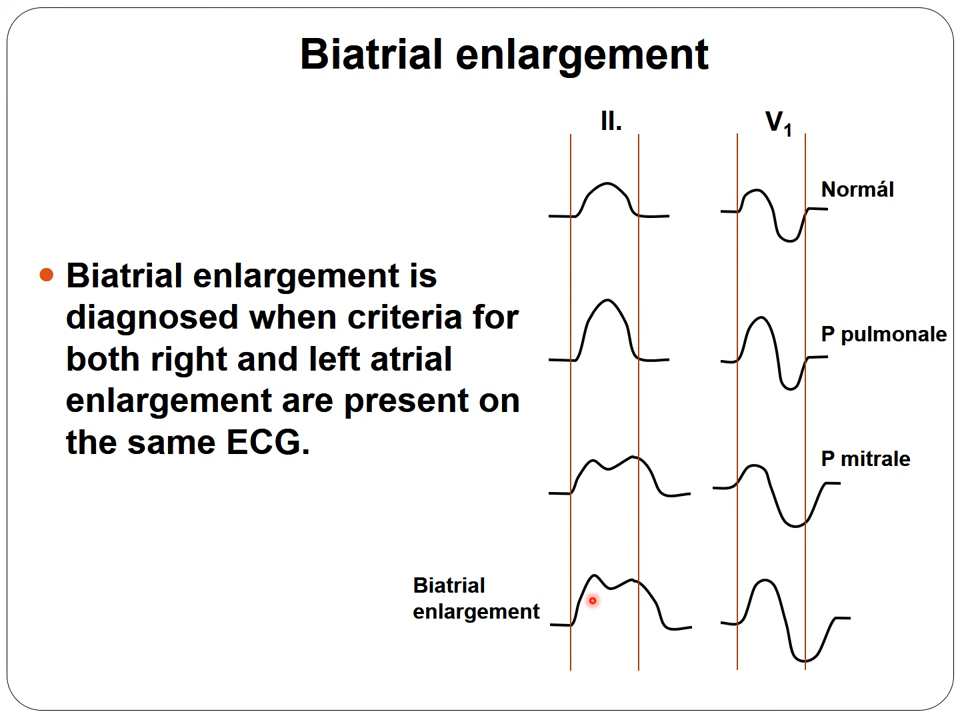 Biatrial enlargement
II.
V1
Normál
Biatrial enlargement is
diagnosed when criteria for
both right and left atrial
enlargement are present on
the same ECG.
P pulmonale
P mitrale
Biatrial
enlargement